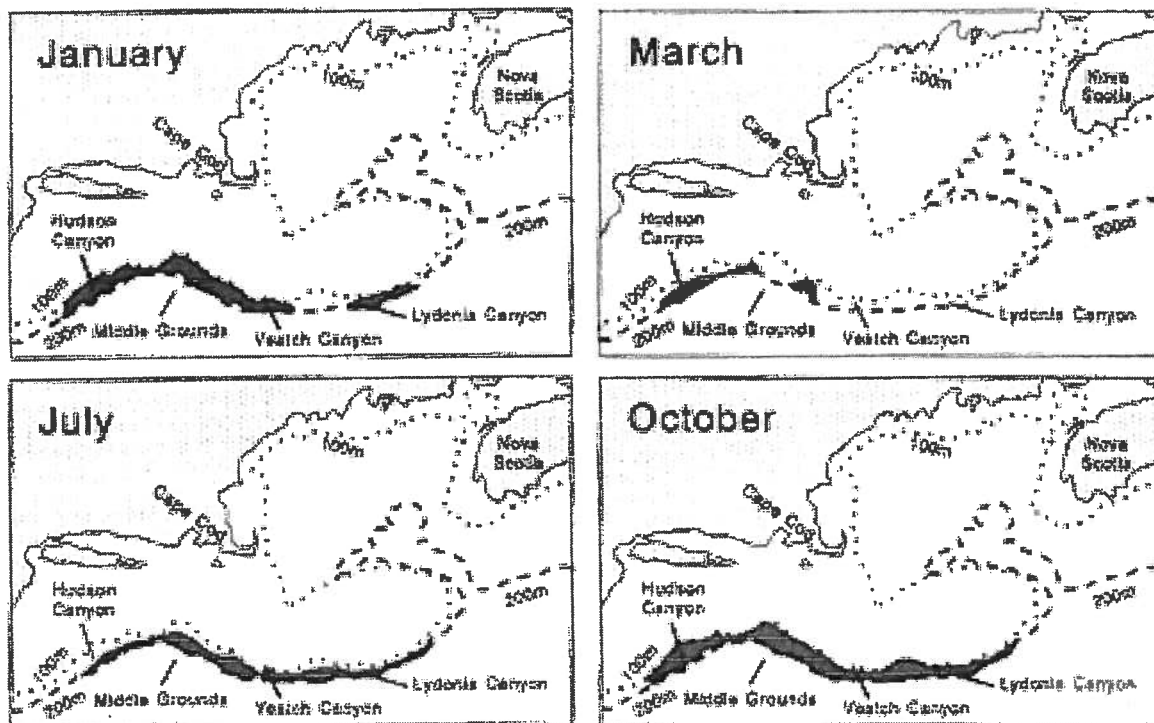 January
100m
Nova
Scotia
Cape Cod
Hudson
Canyon
200m
100m
200m
Middle Grounds
Veatch Canyon
Lydonia Canyon
March
100m
Nova
Scotia
Cape Cod
Hudson
Canyon
200m
100m
200m
Middle Grounds
Veatch Canyon
Lydonia Canyon
July
100m
Nova
Scotia
Cape Cod
Hudson
Canyon
200m
100m
200m
Middle Grounds
Veatch Canyon
Lydonia Canyon
October
100m
Nova
Scotia
Cape Cod
Hudson
Canyon
200m
100m
200m
Middle Grounds
Veatch Canyon
Lydonia Canyon